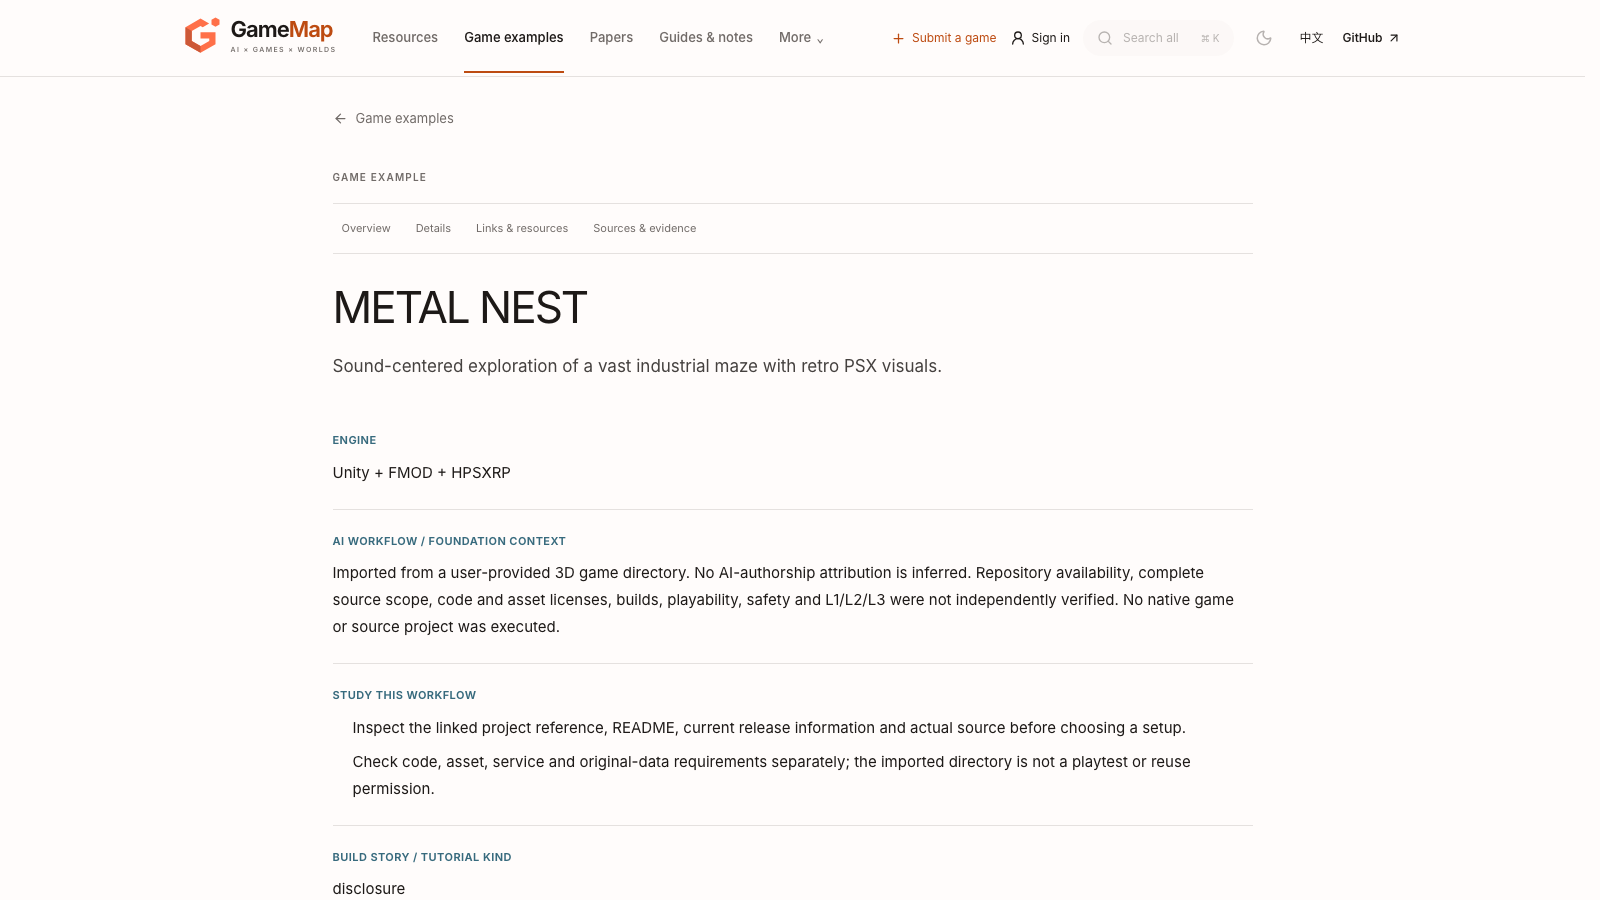 GameMap
AI × GAMES × WORLDS
Resources
Game examples
Papers
Guides & notes
More
Submit a game
Sign in
Search all
⌘ K
中文
GitHub
Game examples
GAME EXAMPLE
Overview
Details
Links & resources
Sources & evidence
METAL NEST
Sound-centered exploration of a vast industrial maze with retro PSX visuals.
ENGINE
Unity + FMOD + HPSXRP
AI WORKFLOW / FOUNDATION CONTEXT
Imported from a user-provided 3D game directory. No AI-authorship attribution is inferred. Repository availability, complete
source scope, code and asset licenses, builds, playability, safety and L1/L2/L3 were not independently verified. No native game
or source project was executed.
STUDY THIS WORKFLOW
Inspect the linked project reference, README, current release information and actual source before choosing a setup.
Check code, asset, service and original-data requirements separately; the imported directory is not a playtest or reuse
permission.
BUILD STORY / TUTORIAL KIND
disclosure